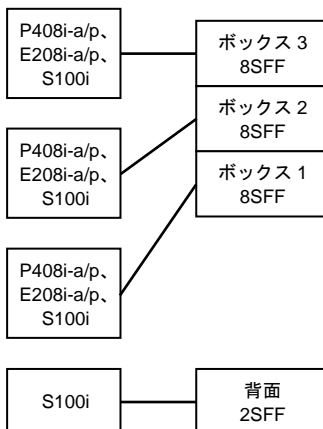 P408i-a/p、
E208i-a/p、
S100i
ボックス 3
8SFF
ボックス 2
8SFF
P408i-a/p、
E208i-a/p、
S100i
ボックス 1
8SFF
P408i-a/p、
E208i-a/p、
S100i
S100i
背面
2SFF